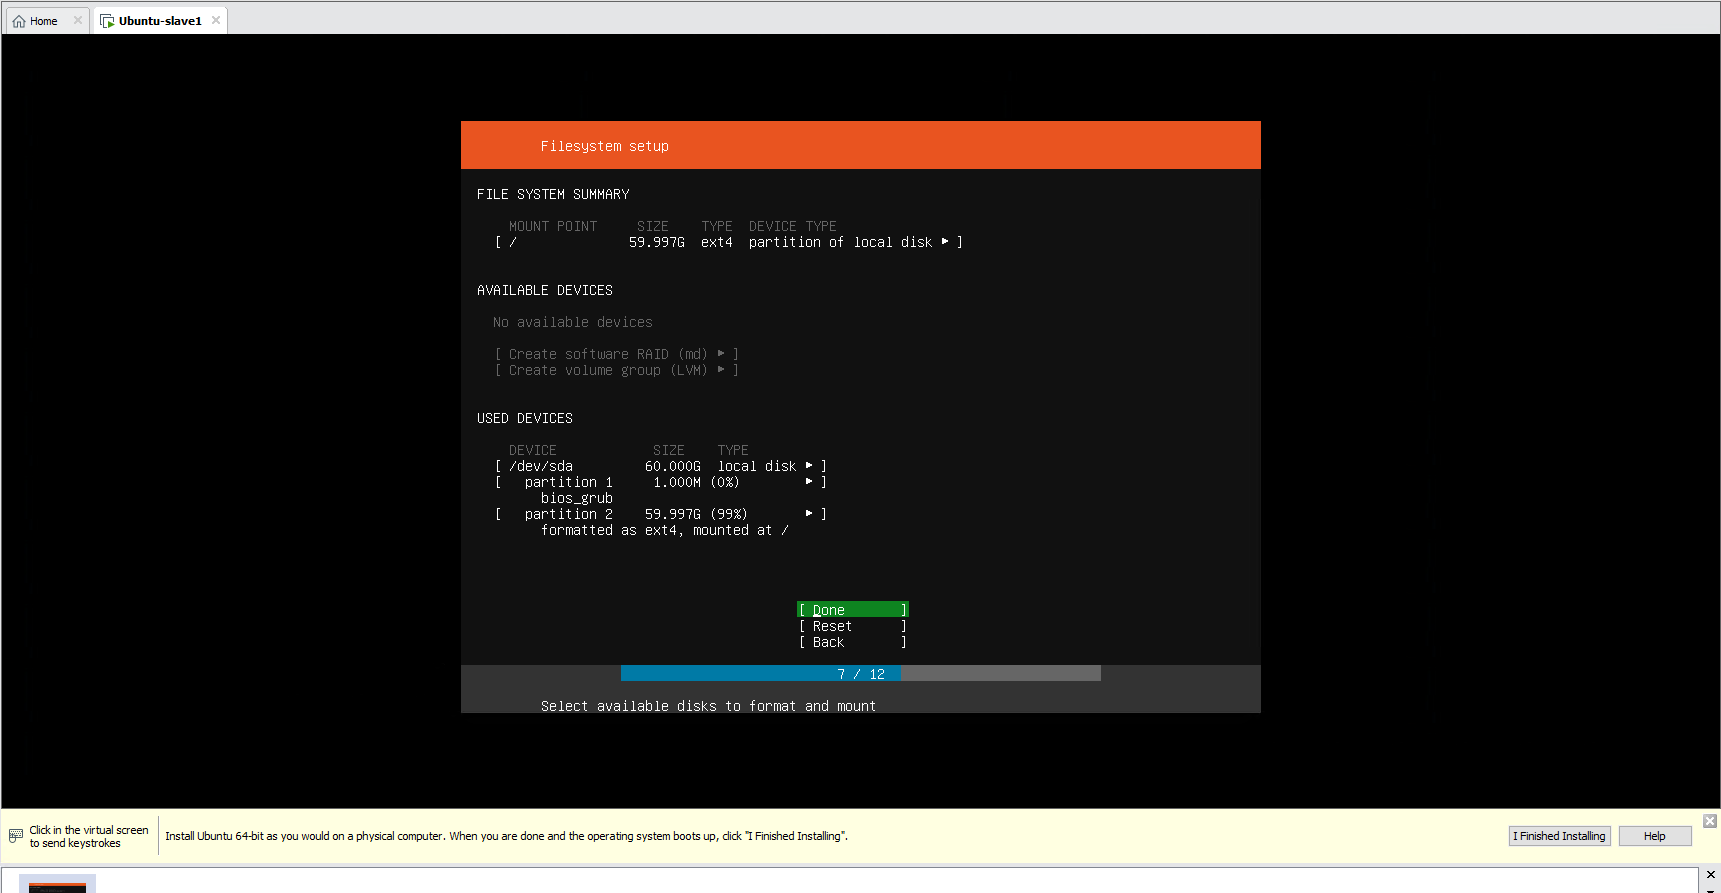 Home
Ubuntu-slave1
Filesystem setup
FILE SYSTEM SUMMARY
MOUNT POINT SIZE TYPE DEVICE TYPE
[ / 59.997G ext4 partition of local disk ▸ ]
AVAILABLE DEVICES
No available devices
[ Create software RAID (md) ▸ ]
[ Create volume group (LVM) ▸ ]
USED DEVICES
DEVICE SIZE TYPE
[ /dev/sda 60.000G local disk ▸ ]
[ partition 1 1.000M (0%) ▸ ]
bios_grub
[ partition 2 59.997G (99%) ▸ ]
formatted as ext4, mounted at /
[ Done ]
[ Reset ]
[ Back ]
7 / 12
Select available disks to format and mount
Click in the virtual screen
to send keystrokes
Install Ubuntu 64-bit as you would on a physical computer. When you are done and the operating system boots up, click "I Finished Installing".
I Finished Installing
Help